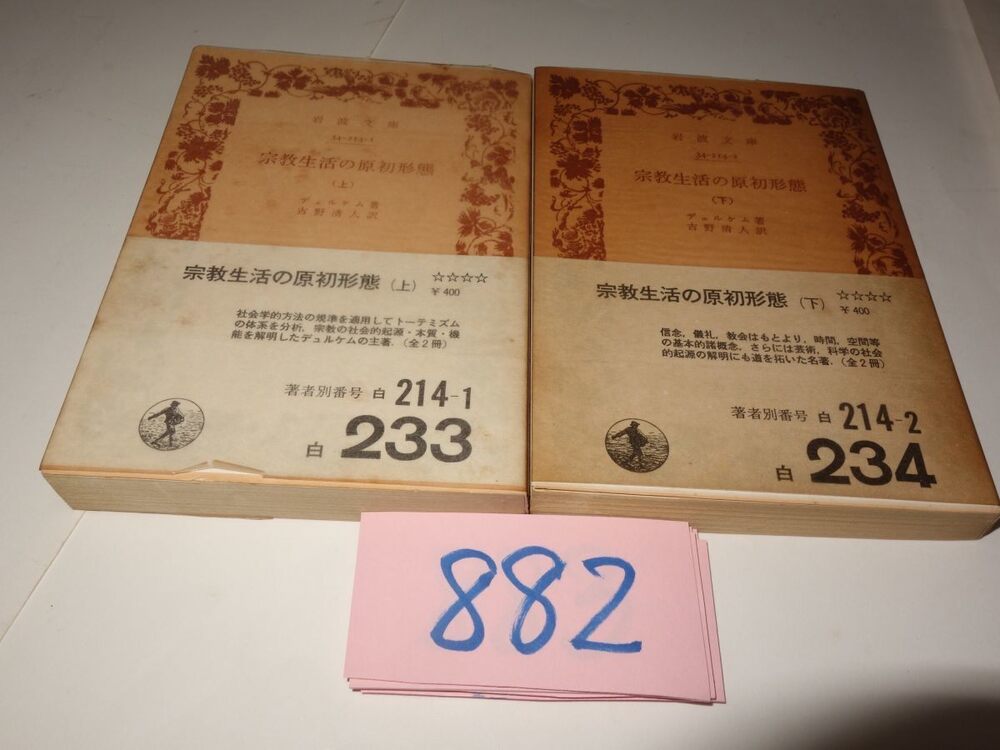 岩波文庫
34-214-1
宗教生活の原初形態
(上)
デュルケム著
古野清人訳
宗教生活の原初形態(上) ☆☆☆☆
¥400
社会学的方法の規準を適用してトーテミズム
の体系を分析,宗教の社会的起源・本質・機
能を解明したデュルケムの主著.(全2冊)
著者別番号 白 214-1
白 233
岩波文庫
34-214-2
宗教生活の原初形態
(下)
デュルケム著
古野清人訳
宗教生活の原初形態(下) ☆☆☆☆
¥400
信念,儀礼,教会はもとより,時間,空間等
の基本的諸概念,さらには芸術,科学の社会
的起源の解明にも道を拓いた名著.(全2冊)
著者別番号 白 214-2
白 234
882